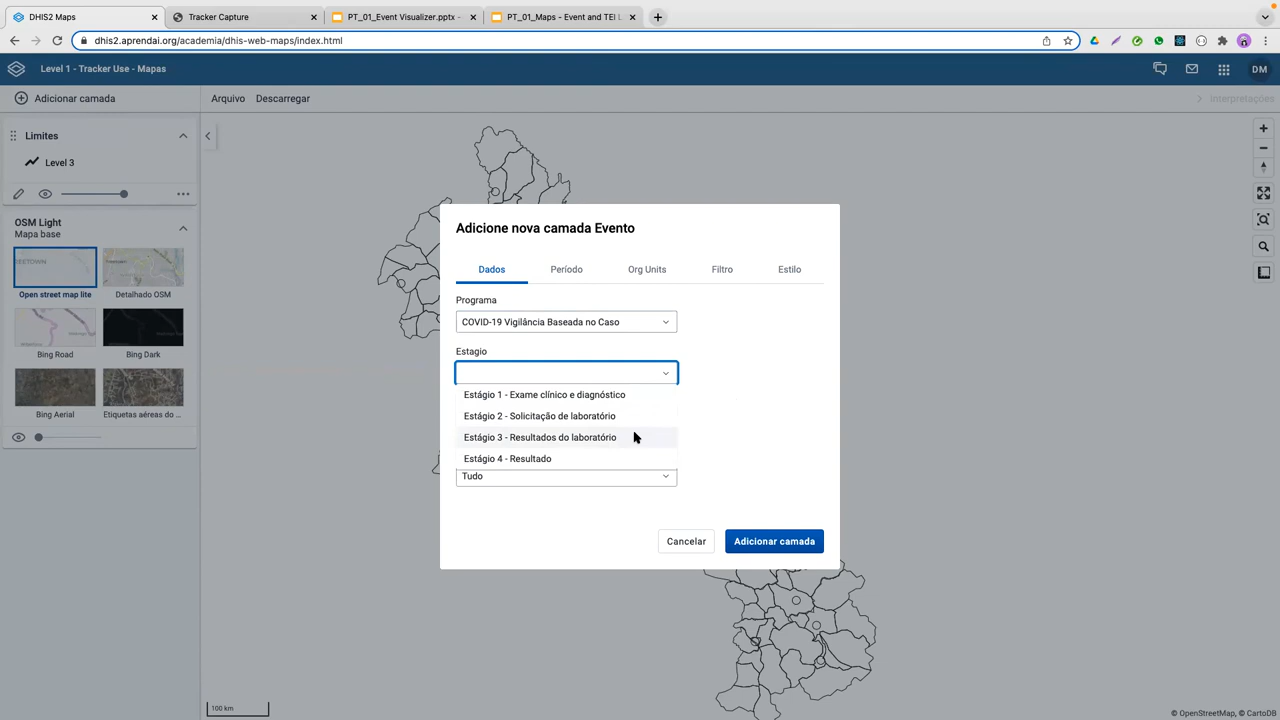 DHIS2 Maps
Tracker Capture
PT_01_Event Visualizer.pptx -
PT_01_Maps - Event and TEI L
dhis2.aprendai.org/academia/dhis-web-maps/index.html
Level 1 - Tracker Use - Mapas
DM
Adicionar camada
Arquivo
Descarregar
interpretações
Limites
Level 3
OSM Light
Mapa base
Open street map lite
Detalhado OSM
Bing Road
Bing Dark
Bing Aerial
Etiquetas aéreas do ...
Adicione nova camada Evento
Dados
Período
Org Units
Filtro
Estilo
Programa
COVID-19 Vigilância Baseada no Caso
Estagio
Estágio 1 - Exame clínico e diagnóstico
Estágio 2 - Solicitação de laboratório
Estágio 3 - Resultados do laboratório
Estágio 4 - Resultado
Tudo
Cancelar
Adicionar camada
100 km
© OpenStreetMap, © CartoDB